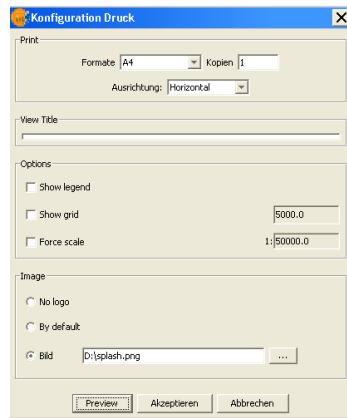 Konfiguration Druck
Print
Formate A4 Kopien 1
Ausrichtung: Horizontal
View Title
Options
Show legend
Show grid 5000.0
Force scale 1: 50000.0
Image
No logo
By default
Bild D:\splash.png ...
Preview Akzeptieren Abbrechen